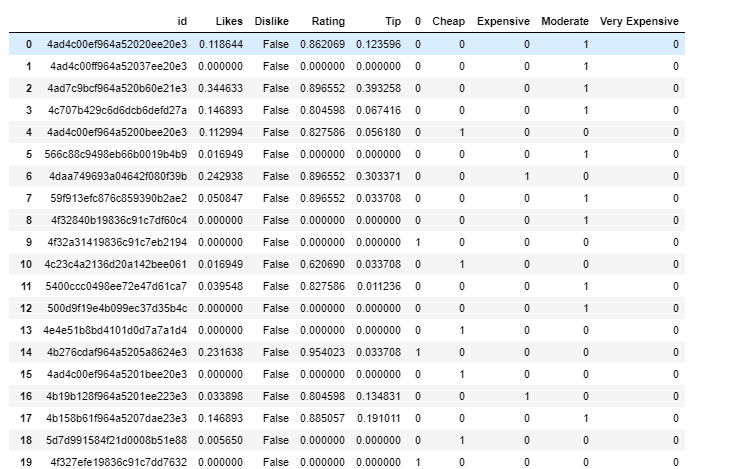 id Likes Dislike Rating Tip 0 Cheap Expensive Moderate Very Expensive
0 4ad4c00ef964a52020ee20e3 0.118644 False 0.862069 0.123596 0 0 0 1 0
1 4ad4c00ff964a52037ee20e3 0.000000 False 0.000000 0.000000 0 0 0 1 0
2 4ad7c9bcf964a520b60e21e3 0.344633 False 0.896552 0.393258 0 0 0 1 0
3 4c707b429c6d6dcb6defd27a 0.146893 False 0.804598 0.067416 0 0 0 1 0
4 4ad4c00ef964a5200bee20e3 0.112994 False 0.827586 0.056180 0 1 0 0 0
5 566c88c9498eb66b0019b4b9 0.016949 False 0.000000 0.000000 0 0 0 1 0
6 4daa749693a04642f080f39b 0.242938 False 0.896552 0.303371 0 0 1 0 0
7 59f913efc876c859390b2ae2 0.050847 False 0.896552 0.033708 0 0 0 1 0
8 4f32840b19836c91c7df60c4 0.000000 False 0.000000 0.000000 0 0 0 1 0
9 4f32a31419836c91c7eb2194 0.000000 False 0.000000 0.000000 1 0 0 0 0
10 4c23c4a2136d20a142bee061 0.016949 False 0.620690 0.033708 0 1 0 0 0
11 5400ccc0498ee72e47d61ca7 0.039548 False 0.827586 0.011236 0 0 0 1 0
12 500d9f19e4b099ec37d35b4c 0.000000 False 0.000000 0.000000 0 0 0 1 0
13 4e4e51b8bd4101d0d7a7a1d4 0.000000 False 0.000000 0.000000 0 1 0 0 0
14 4b276cdaf964a5205a8624e3 0.231638 False 0.954023 0.033708 1 0 0 0 0
15 4ad4c00ef964a5201bee20e3 0.000000 False 0.000000 0.000000 0 1 0 0 0
16 4b19b128f964a5201ee223e3 0.033898 False 0.804598 0.134831 0 0 1 0 0
17 4b158b61f964a5207dae23e3 0.146893 False 0.885057 0.191011 0 0 0 1 0
18 5d7d991584f21d0008b51e88 0.005650 False 0.000000 0.000000 0 1 0 0 0
19 4f327efe19836c91c7dd7632 0.000000 False 0.000000 0.000000 1 0 0 0 0